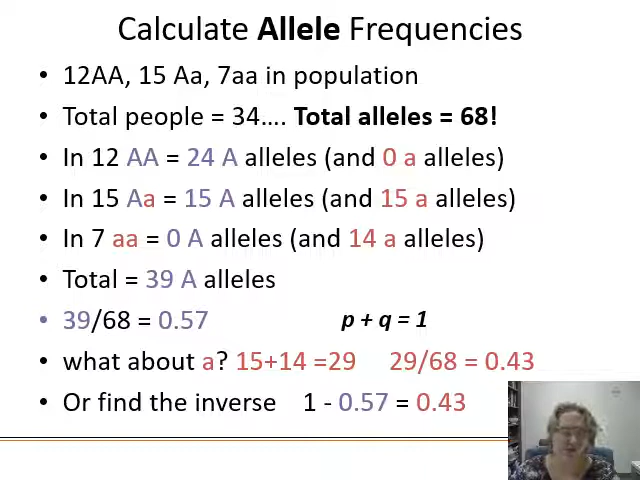 Calculate Allele Frequencies
• 12AA, 15 Aa, 7aa in population
• Total people = 34…. Total alleles = 68!
• In 12 AA = 24 A alleles (and 0 a alleles)
• In 15 Aa = 15 A alleles (and 15 a alleles)
• In 7 aa = 0 A alleles (and 14 a alleles)
• Total = 39 A alleles
• 39/68 = 0.57 p + q = 1
• what about a? 15+14 =29 29/68 = 0.43
• Or find the inverse 1 - 0.57 = 0.43